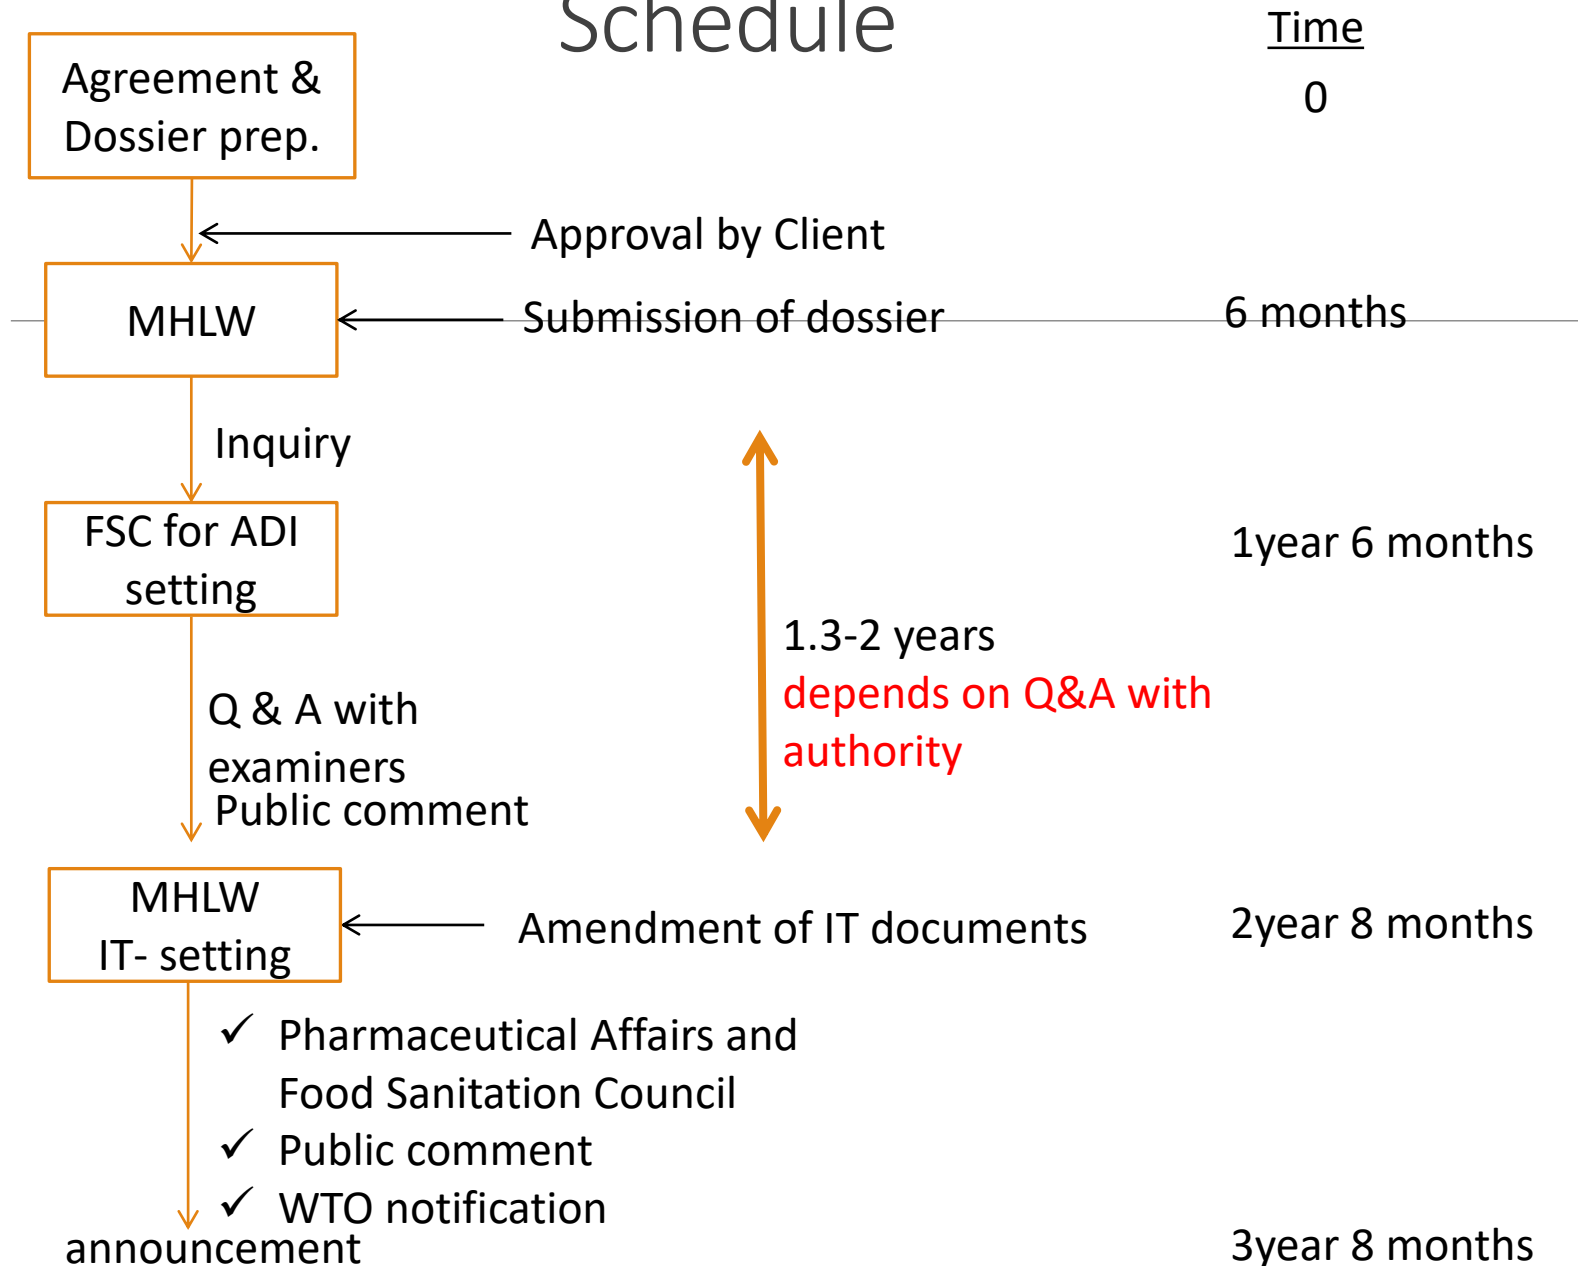 Schedule
Time
0
Agreement &
Dossier prep.
Approval by Client
MHLW
Submission of dossier
6 months
Inquiry
FSC for ADI
setting
1year 6 months
1.3-2 years
depends on Q&A with
authority
Q & A with
examiners
Public comment
MHLW
IT- setting
Amendment of IT documents
2year 8 months
✓ Pharmaceutical Affairs and
Food Sanitation Council
✓ Public comment
✓ WTO notification
announcement
3year 8 months